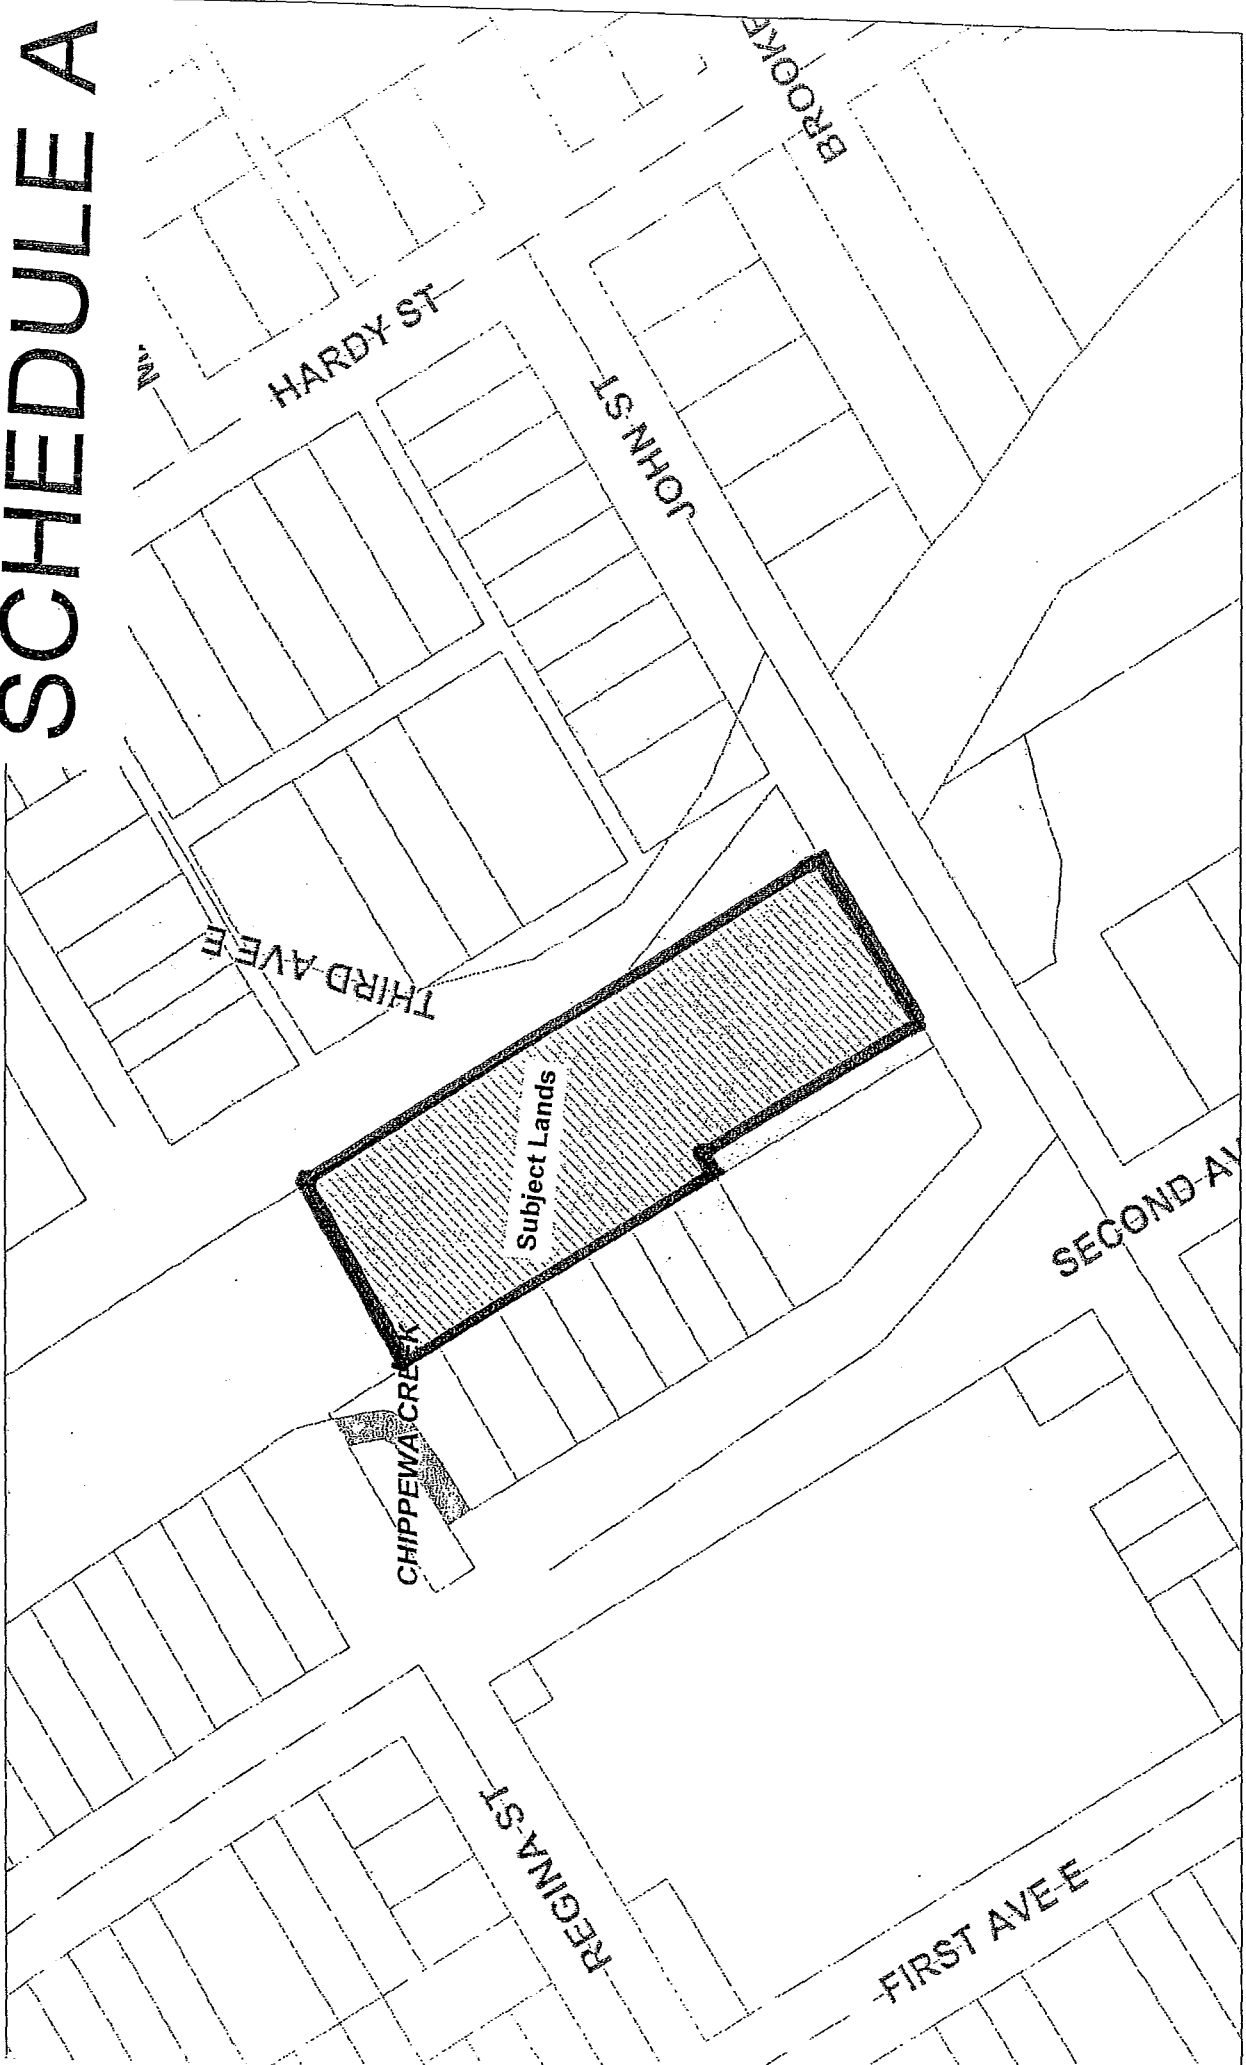 SCHEDULE A
BROOKE
HARDY ST
JOHN ST
THIRD AVE E
Subject Lands
CHIPPEWA CREEK
SECOND AV
REGINA ST
FIRST AVE E